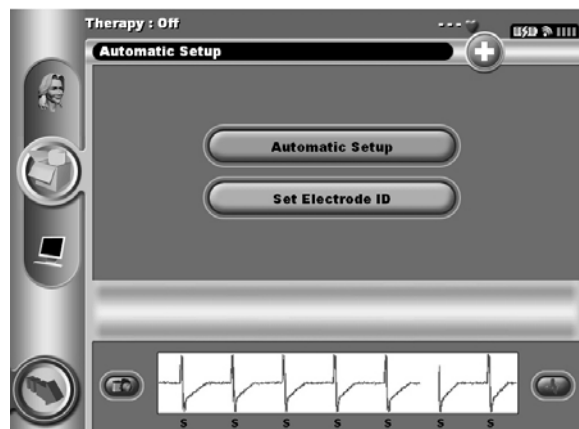 Therapy : Off
---
Automatic Setup
Automatic Setup
Set Electrode ID
S S S S S S S